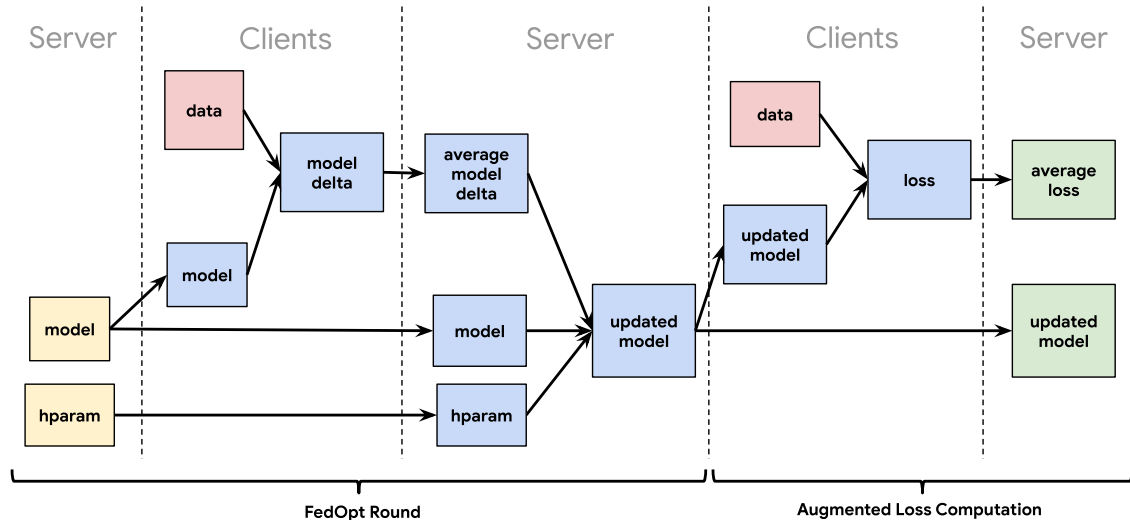 Server
Clients
Server
Clients
Server
data
model
delta
average
model
delta
model
model
hparam
model
hparam
updated
model
data
updated
model
loss
average
loss
updated
model
FedOpt Round
Augmented Loss Computation